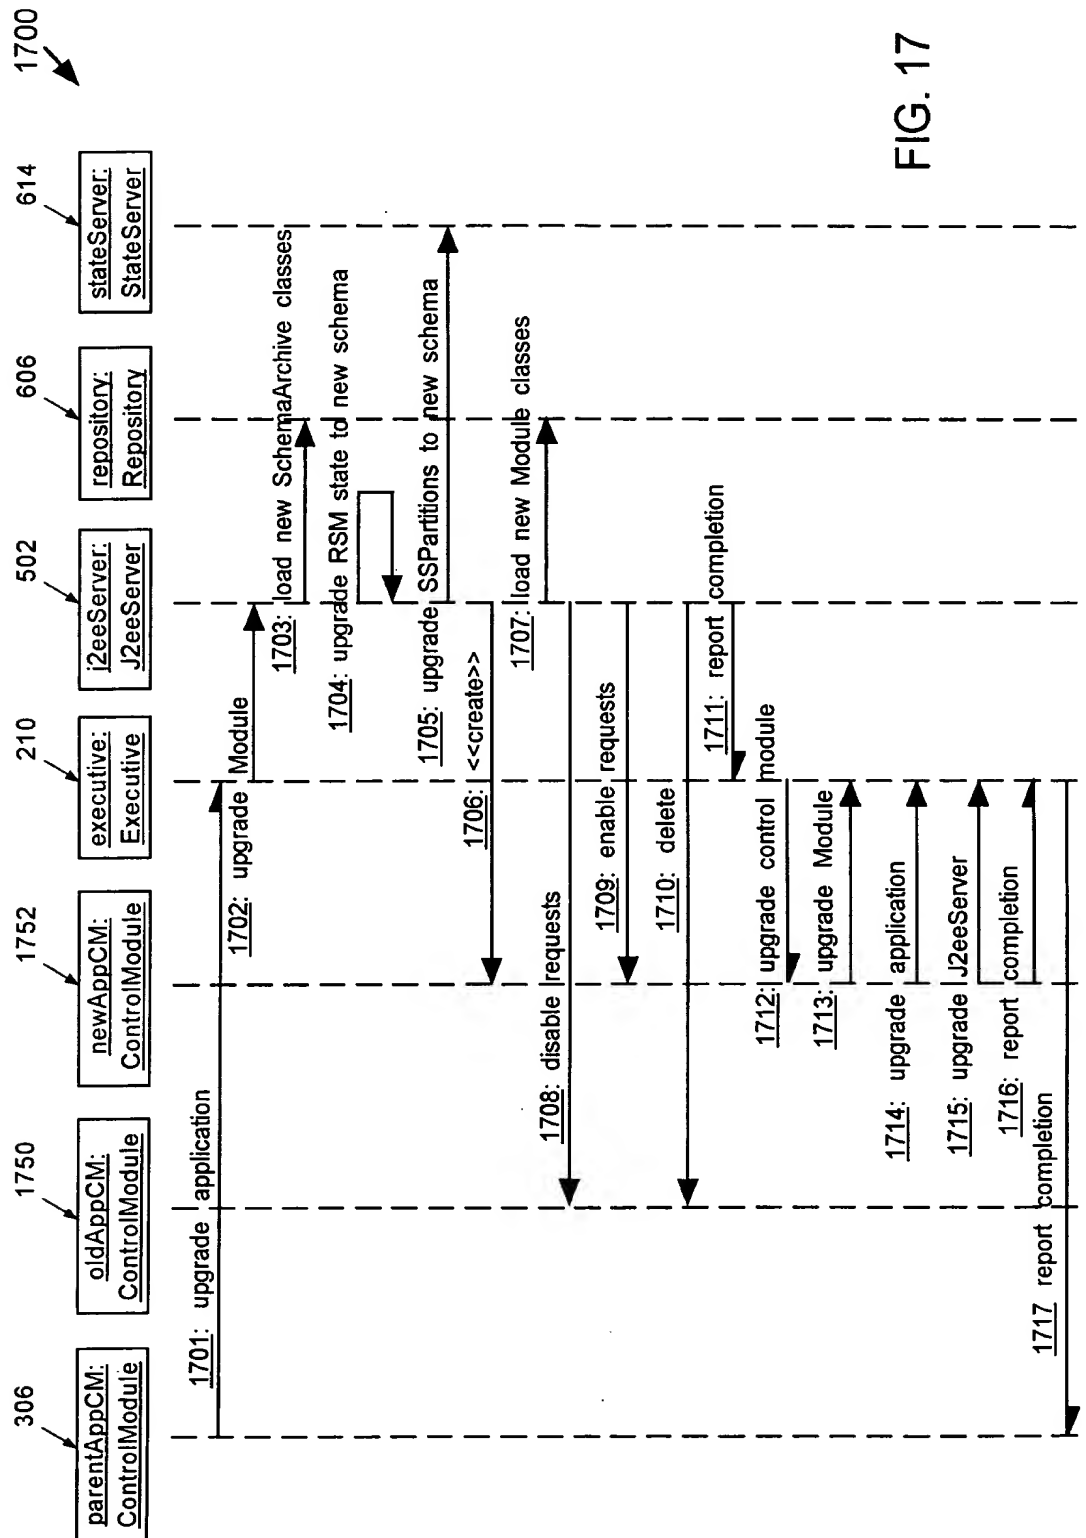 1700
306
1750
1752
210
502
606
614
parentAppCM:
ControlModule
oldAppCM:
ControlModule
newAppCM:
ControlModule
executive:
Executive
j2eeServer:
J2eeServer
repository:
Repository
stateServer:
StateServer
1701: upgrade application
1702: upgrade Module
1703: load new SchemaArchive classes
1704: upgrade RSM state to new schema
1705: upgrade SSPartitions to new schema
1706: <<create>>
1707: load new Module classes
1708: disable requests
1709: enable requests
1710: delete
1711: report completion
1712: upgrade control module
1713: upgrade Module
1714: upgrade application
1715: upgrade J2eeServer
1716: report completion
1717 report completion
FIG. 17